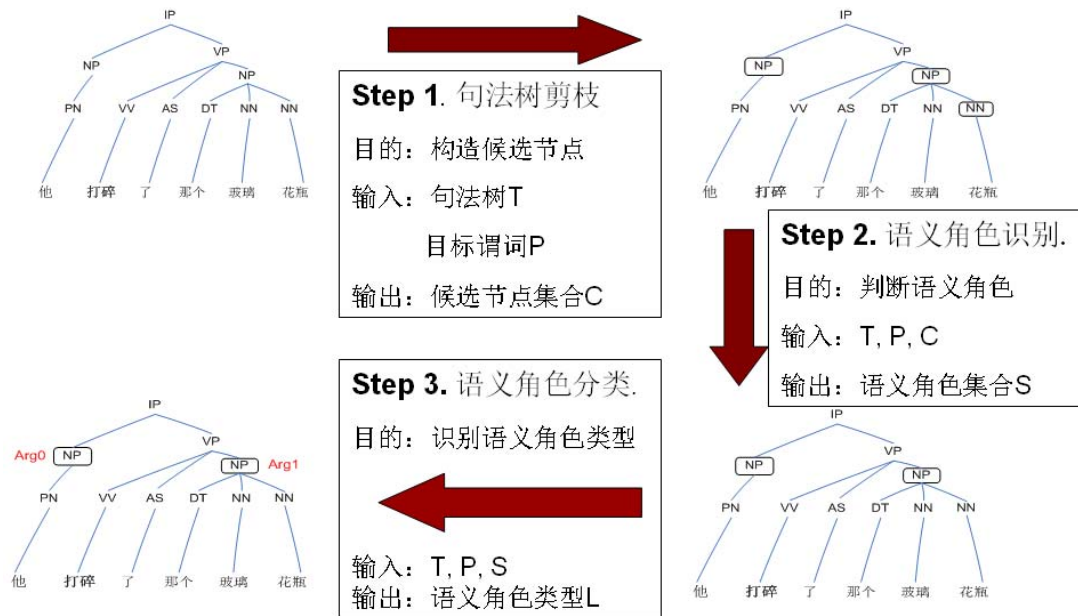 IP
VP
NP
NP
PN VV AS DT NN NN
他 打碎 了 那个 玻璃 花瓶
Step 1. 句法树剪枝
目的：构造候选节点
输入：句法树T
目标谓词P
输出：候选节点集合C
IP
VP
NP
NP
PN VV AS DT NN NN
他 打碎 了 那个 玻璃 花瓶
Step 2. 语义角色识别.
目的：判断语义角色
输入：T, P, C
输出：语义角色集合S
IP
VP
NP
NP
PN VV AS DT NN NN
他 打碎 了 那个 玻璃 花瓶
Step 3. 语义角色分类.
目的：识别语义角色类型
输入：T, P, S
输出：语义角色类型L
IP
VP
Arg0 NP
NP Arg1
PN VV AS DT NN NN
他 打碎 了 那个 玻璃 花瓶